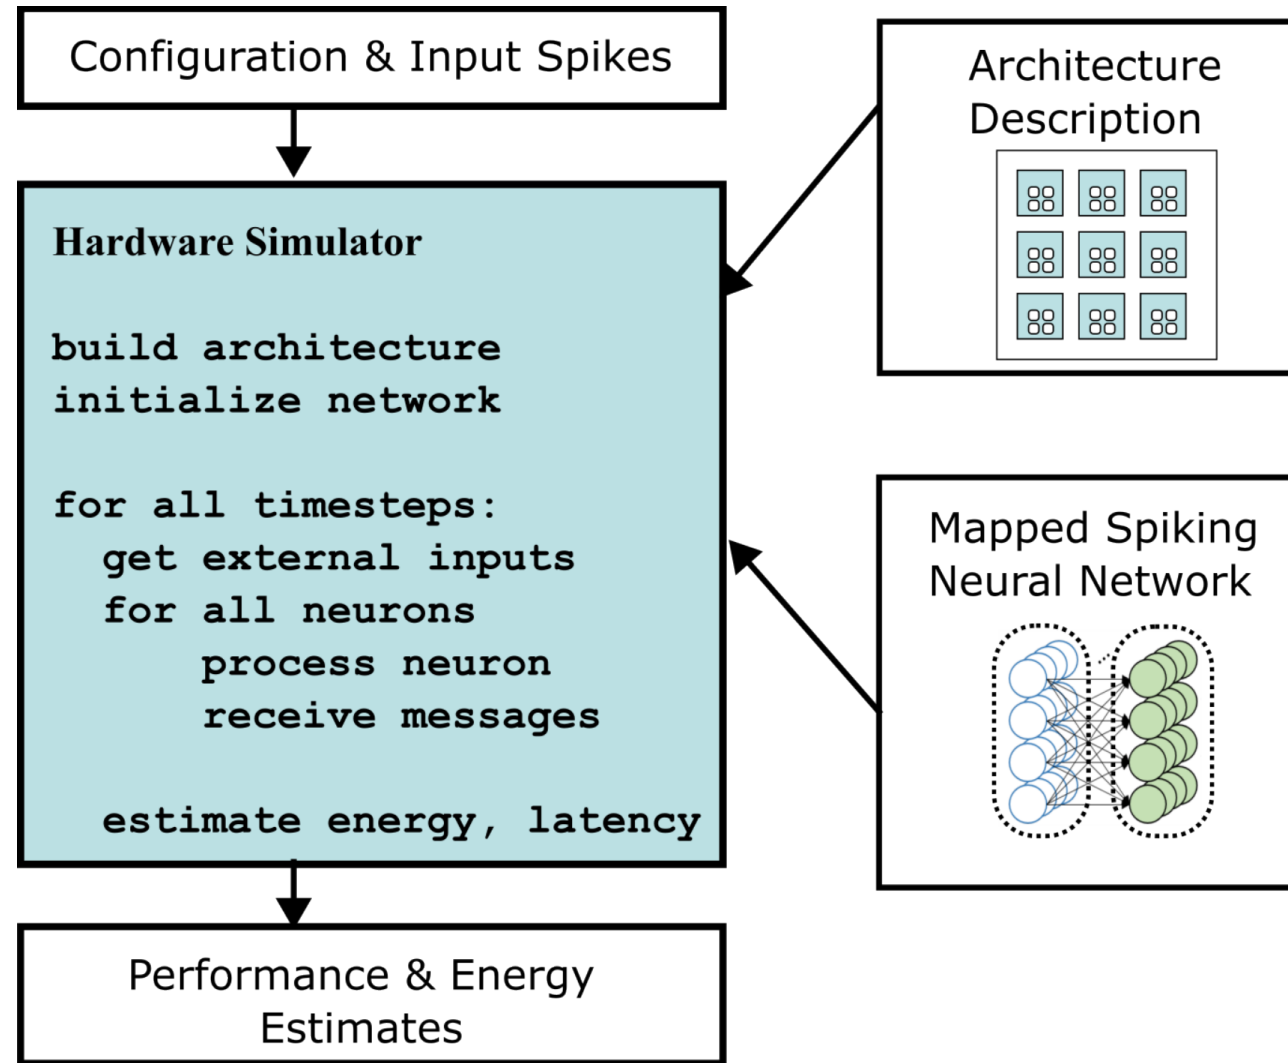 Configuration & Input Spikes
Hardware Simulator
build architecture
initialize network
for all timesteps:
get external inputs
for all neurons
process neuron
receive messages
estimate energy, latency
Performance & Energy
Estimates
Architecture
Description
Mapped Spiking
Neural Network